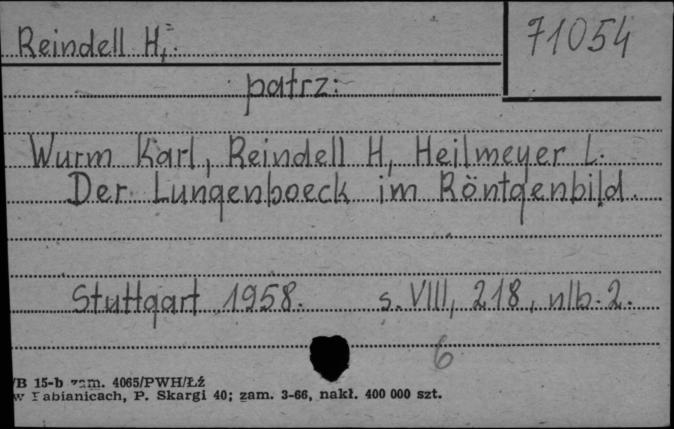 Reindell H,
71054
patrz:
Wurm Karl, Reindell H, Heilmeyer L.
Der Lungenboeck im Röntgenbild.
Stuttgart 1958. s. VIII, 218, nlb. 2.
6
/B 15-b zam. 4065/PWH/Łź
w Pabianicach, P. Skargi 40; zam. 3-66, nakł. 400 000 szt.